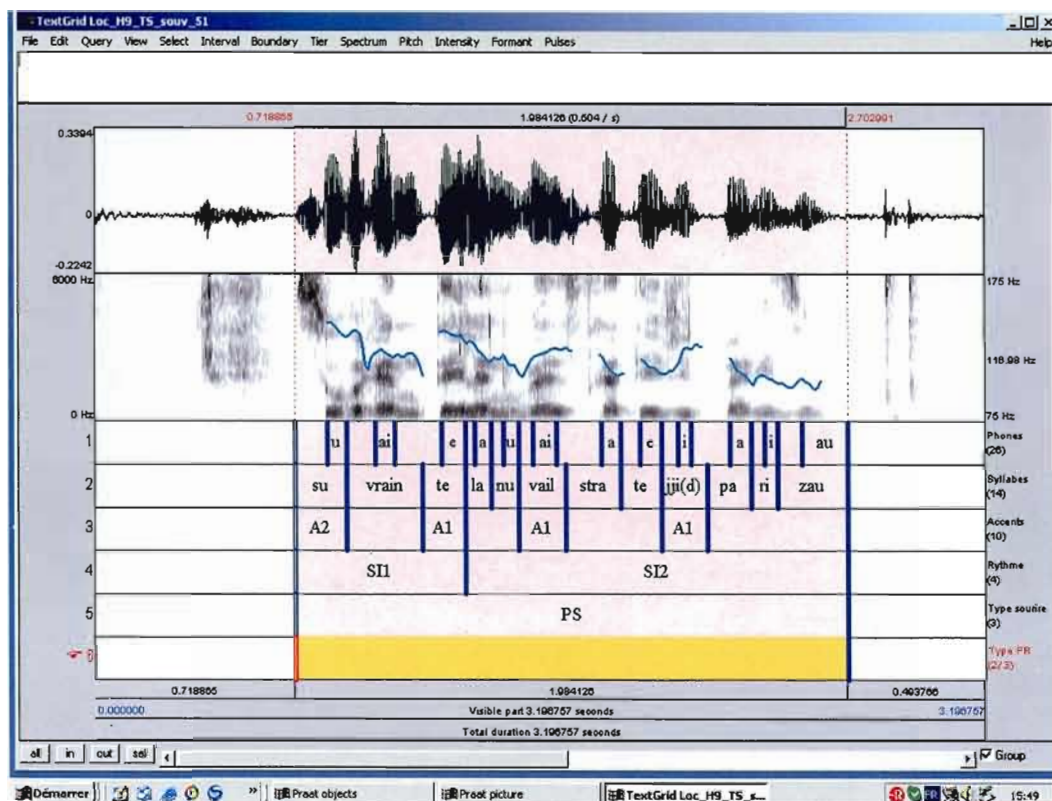 TextGrid Loc_H9_TS_souv_51
File Edit Query View Select Interval Boundary Tier Spectrum Pitch Intensity Formant Pulses Help
0.718865 1.984126 (0.504 / s) 2.702991
0.3394
0
-0.2242
6000 Hz 175 Hz
116.98 Hz
0 Hz 75 Hz
1 u ai e a u ai a e i a i au Phones
(26)
2 su vrain te la nu vail stra te jji(d) pa ri zau Syllabes
(14)
3 A2 A1 A1 A1 Accents
(10)
4 SI1 SI2 Rythme
(4)
5 PS Type sourire
(3)
6 Type PR
(2/3)
0.718865 1.984126 0.493766
0.000000 Visible part 3.196757 seconds 3.196757
Total duration 3.196757 seconds
all in out sel Group
Démarrer » Praat objects Praat picture TextGrid Loc_H9_TS_s... FR 15:49